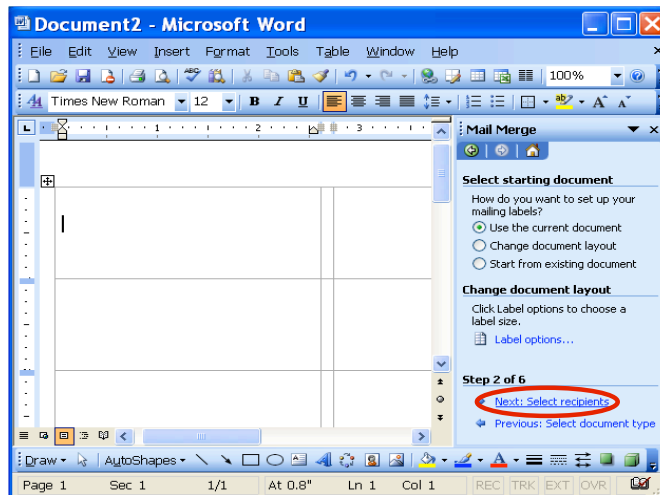 Document2 - Microsoft Word
File Edit View Insert Format Tools Table Window Help
100%
Times New Roman 12 B I U ab A A
L 1 2 3
Mail Merge
Select starting document
How do you want to set up your
mailing labels?
Use the current document
Change document layout
Start from existing document
Change document layout
Click Label options to choose a
label size.
Label options...
Step 2 of 6
Next: Select recipients
Previous: Select document type
Draw AutoShapes A A
Page 1 Sec 1 1/1 At 0.8" Ln 1 Col 1 REC TRK EXT OVR